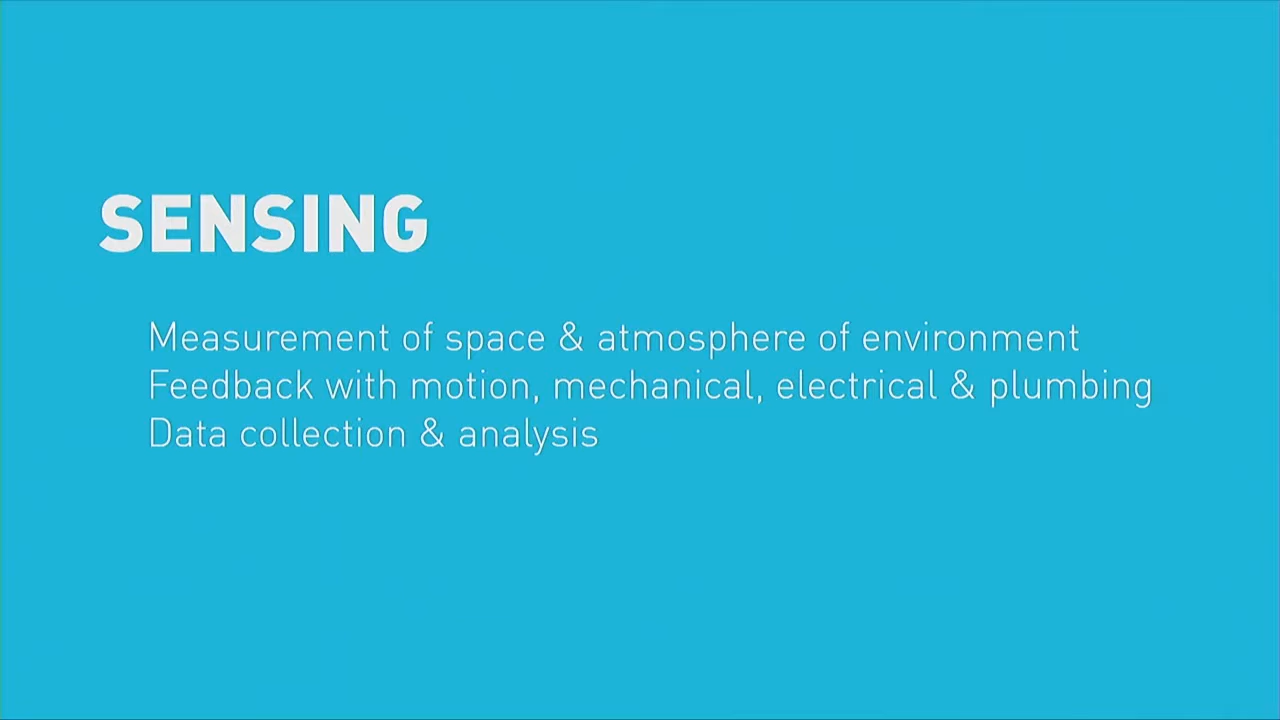 SENSING
Measurement of space & atmosphere of environment
Feedback with motion, mechanical, electrical & plumbing
Data collection & analysis